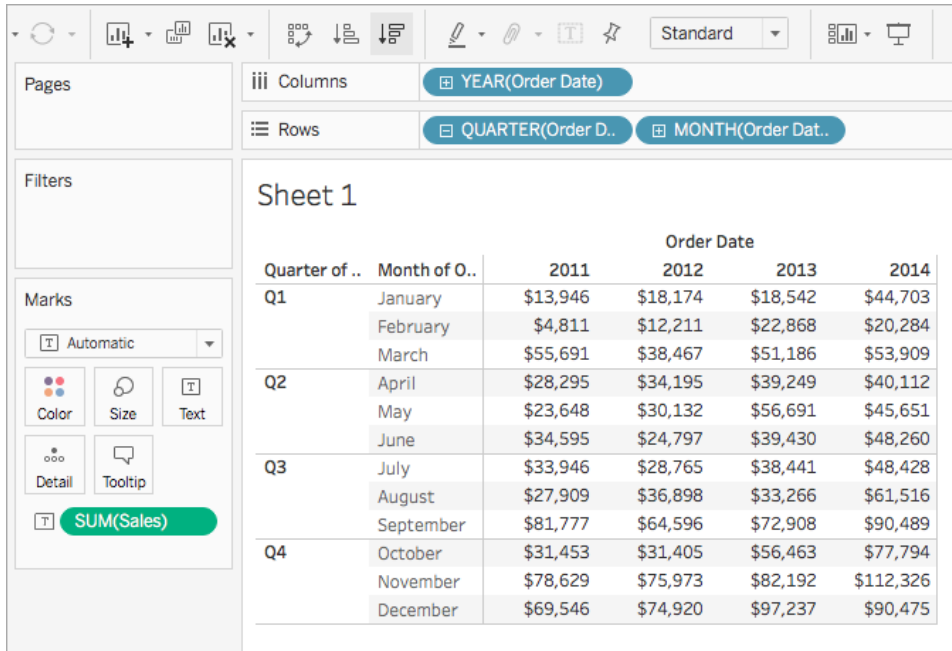 Standard
Pages
Columns
YEAR(Order Date)
Rows
QUARTER(Order D..
MONTH(Order Dat..
Filters
Sheet 1
Order Date
Quarter of .. Month of O.. 2011 2012 2013 2014
Q1 January $13,946 $18,174 $18,542 $44,703
February $4,811 $12,211 $22,868 $20,284
March $55,691 $38,467 $51,186 $53,909
Q2 April $28,295 $34,195 $39,249 $40,112
May $23,648 $30,132 $56,691 $45,651
June $34,595 $24,797 $39,430 $48,260
Q3 July $33,946 $28,765 $38,441 $48,428
August $27,909 $36,898 $33,266 $61,516
September $81,777 $64,596 $72,908 $90,489
Q4 October $31,453 $31,405 $56,463 $77,794
November $78,629 $75,973 $82,192 $112,326
December $69,546 $74,920 $97,237 $90,475
Marks
T Automatic
Color Size T Text
Detail Tooltip
T SUM(Sales)